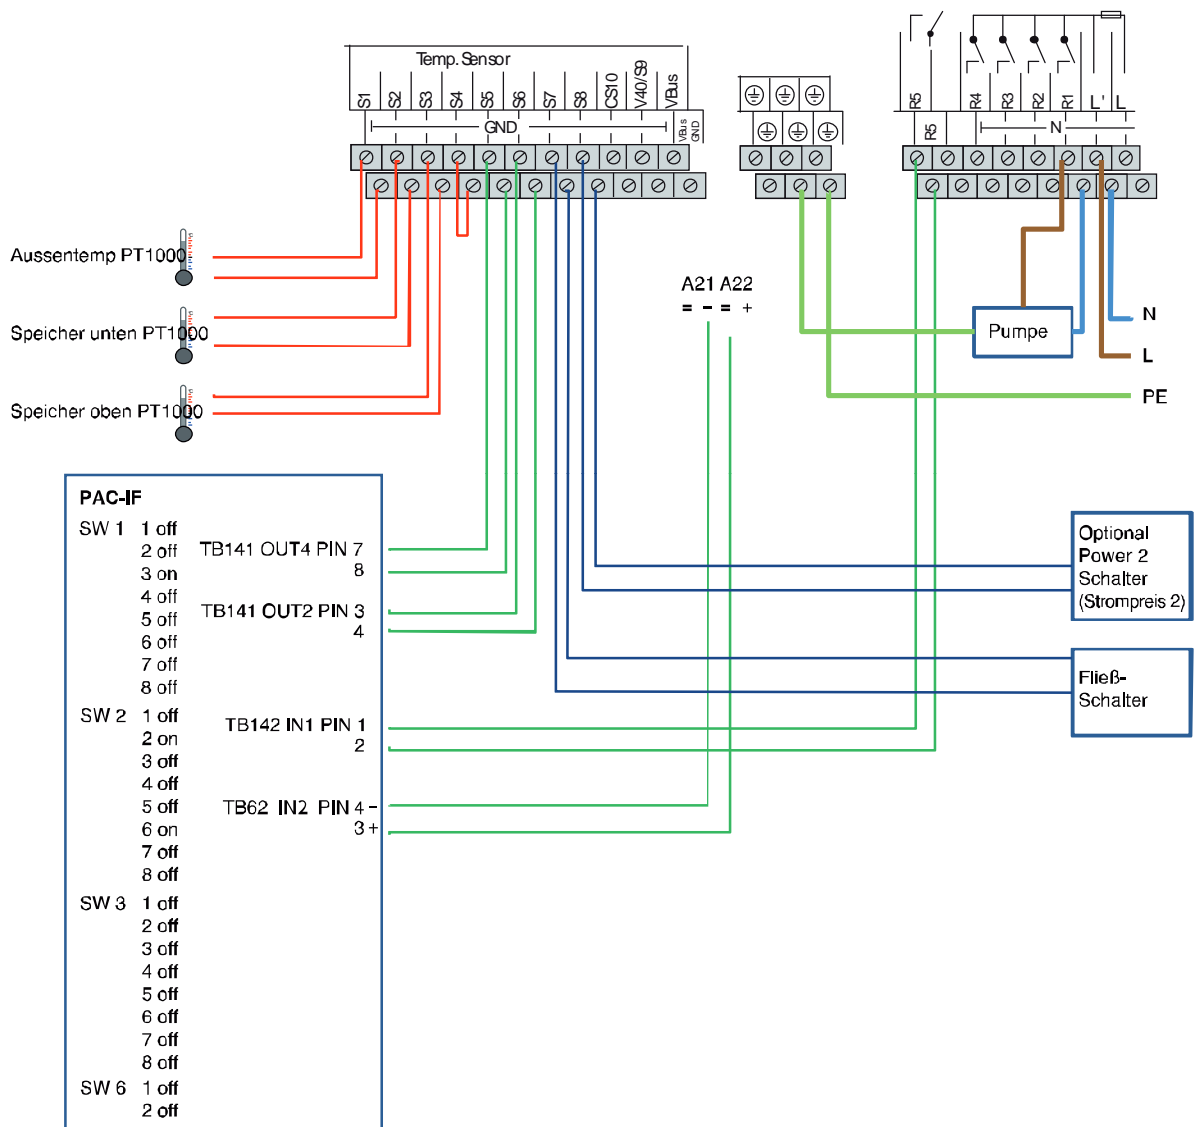 Temp. Sensor
S1 S2 S3 S4 S5 S6 S7 S8 CS10 V40/S9 VBus
GND
VBus
GND
R5 R4 R3 R2 R1 L' L
R5
N
Aussentemp PT1000
Speicher unten PT1000
Speicher oben PT1000
A21 A22
= - = +
Pumpe
N
L
PE
PAC-IF
SW 1 1 off
2 off
3 on
4 off
5 off
6 off
7 off
8 off
TB141 OUT4 PIN 7
8
TB141 OUT2 PIN 3
4
SW 2 1 off
2 on
3 off
4 off
5 off
6 on
7 off
8 off
TB142 IN1 PIN 1
2
TB62 IN2 PIN 4 -
3 +
SW 3 1 off
2 off
3 off
4 off
5 off
6 off
7 off
8 off
SW 6 1 off
2 off
Optional
Power 2
Schalter
(Strompreis 2)
Fließ-
Schalter